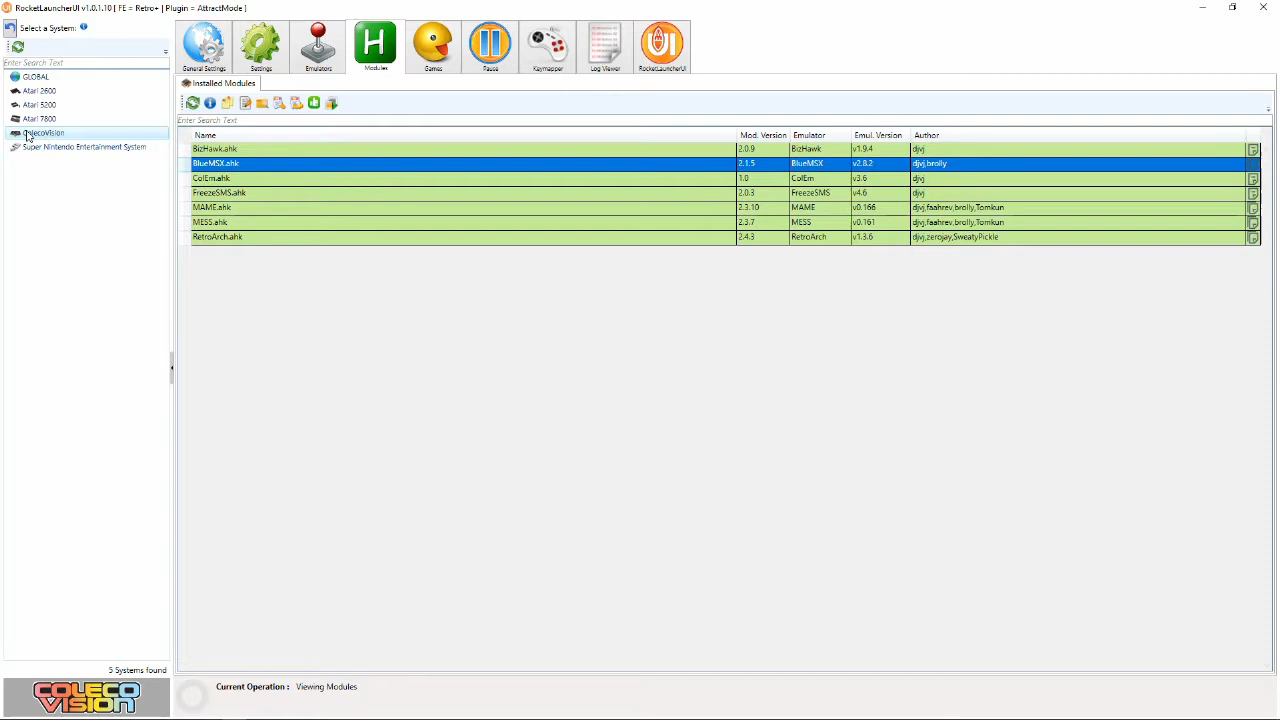 RocketLauncherUI v1.0.1.10 [ FE = Retro+ | Plugin = AttractMode ]
Select a System:
Enter Search Text
GLOBAL
Atari 2600
Atari 5200
Atari 7800
ColecoVision
Super Nintendo Entertainment System
5 Systems found
COLECO
VISION
General Settings Settings Emulators Modules Games Pause Keymapper Log Viewer RocketLauncherUI
Installed Modules
Enter Search Text
Name Mod. Version Emulator Emul. Version Author
BizHawk.ahk 2.0.9 BizHawk v1.9.4 djvj
BlueMSX.ahk 2.1.5 BlueMSX v2.8.2 djvj,brolly
ColEm.ahk 1.0 ColEm v3.6 djvj
FreezeSMS.ahk 2.0.3 FreezeSMS v4.6 djvj
MAME.ahk 2.3.10 MAME v0.166 djvj,faahrev,brolly,Tomkun
MESS.ahk 2.3.7 MESS v0.161 djvj,faahrev,brolly,Tomkun
RetroArch.ahk 2.4.3 RetroArch v1.3.6 djvj,zerojay,SweatyPickle
Current Operation : Viewing Modules